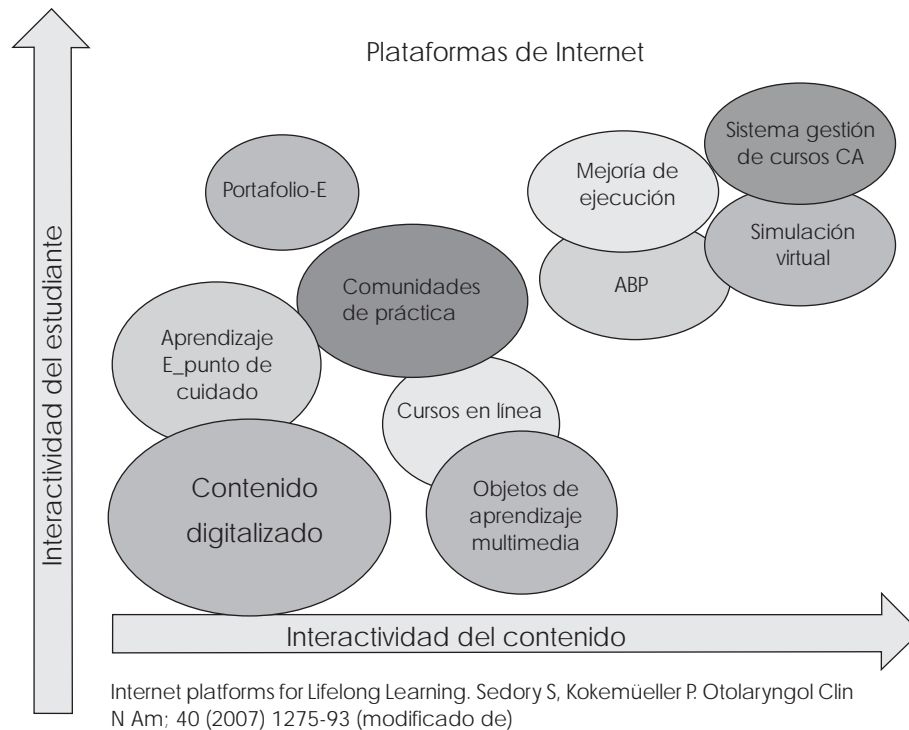 Plataformas de Internet
Sistema gestión
de cursos CA
Mejoría de
ejecución
Portafolio-E
Simulación
virtual
ABP
Comunidades
de práctica
Aprendizaje
E_punto de
cuidado
Cursos en línea
Contenido
digitalizado
Objetos de
aprendizaje
multimedia
Interactividad del estudiante
Interactividad del contenido
Internet platforms for Lifelong Learning. Sedory S, Kokemüeller P. Otolaryngol Clin
N Am; 40 (2007) 1275-93 (modificado de)